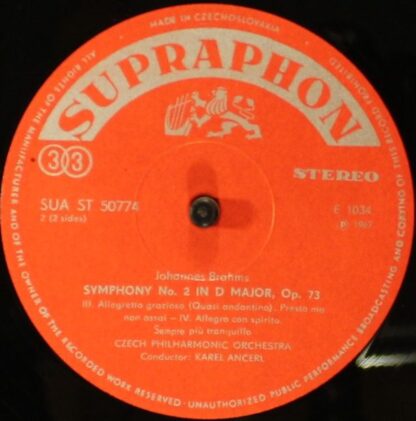 MADE IN CZECHOSLOVAKIA
SUPRAPHON
33
STEREO
SUA ST 50774
2 (2 sides)
E 1034
p) 1967
Johannes Brahms
SYMPHONY No. 2 IN D MAJOR, Op. 73
III. Allegretto grazioso (Quasi andantino). Presto ma
non assai – IV. Allegro con spirito.
Sempre più tranquillo
CZECH PHILHARMONIC ORCHESTRA
Conductor: KAREL ANCERL
ALL RIGHTS OF THE MANUFACTURER AND OF THE OWNER OF THE RECORDED WORK RESERVED · UNAUTHORIZED PUBLIC PERFORMANCE BROADCASTING AND COPYING OF THIS RECORD PROHIBITED